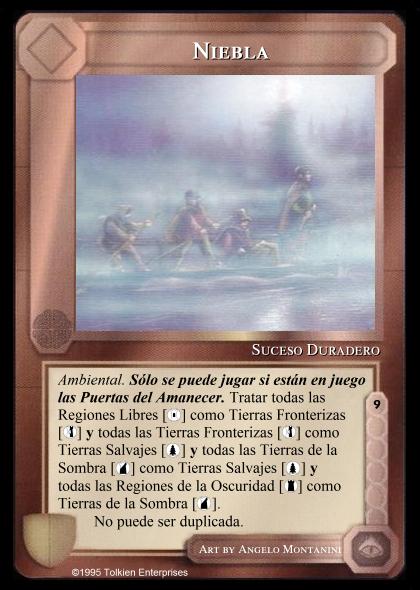 Niebla
Suceso Duradero
Ambiental. Sólo se puede jugar si están en juego
las Puertas del Amanecer. Tratar todas las
Regiones Libres [] como Tierras Fronterizas
[] y todas las Tierras Fronterizas [] como
Tierras Salvajes [] y todas las Tierras de la
Sombra [] como Tierras Salvajes [] y
todas las Regiones de la Oscuridad [] como
Tierras de la Sombra [].
No puede ser duplicada.
9
Art by Angelo Montanini
©1995 Tolkien Enterprises